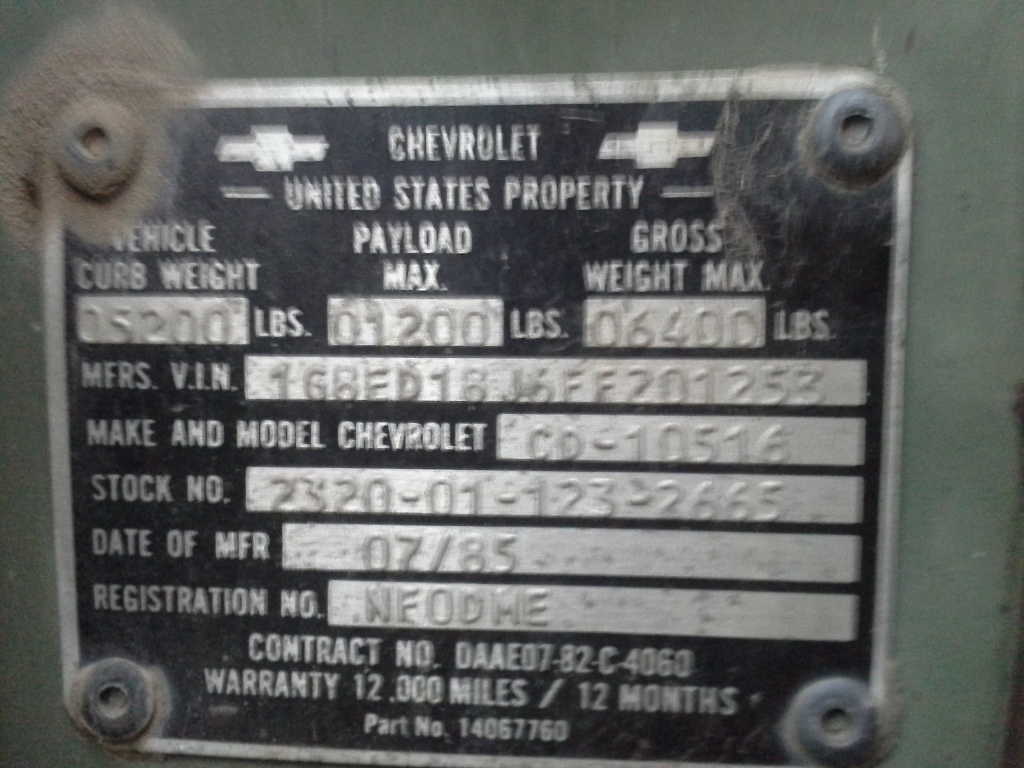 CHEVROLET
UNITED STATES PROPERTY
VEHICLE PAYLOAD GROSS
CURB WEIGHT MAX. WEIGHT MAX.
05200 LBS. 01200 LBS. 06400 LBS.
MFRS. V.I.N. 1G8ED18J6FF201253
MAKE AND MODEL CHEVROLET CD-10516
STOCK NO. 2320-01-123-2665
DATE OF MFR 07/85
REGISTRATION NO. NF0DME
CONTRACT NO. DAAE07-82-C-4060
WARRANTY 12.000 MILES / 12 MONTHS
Part No. 14067760